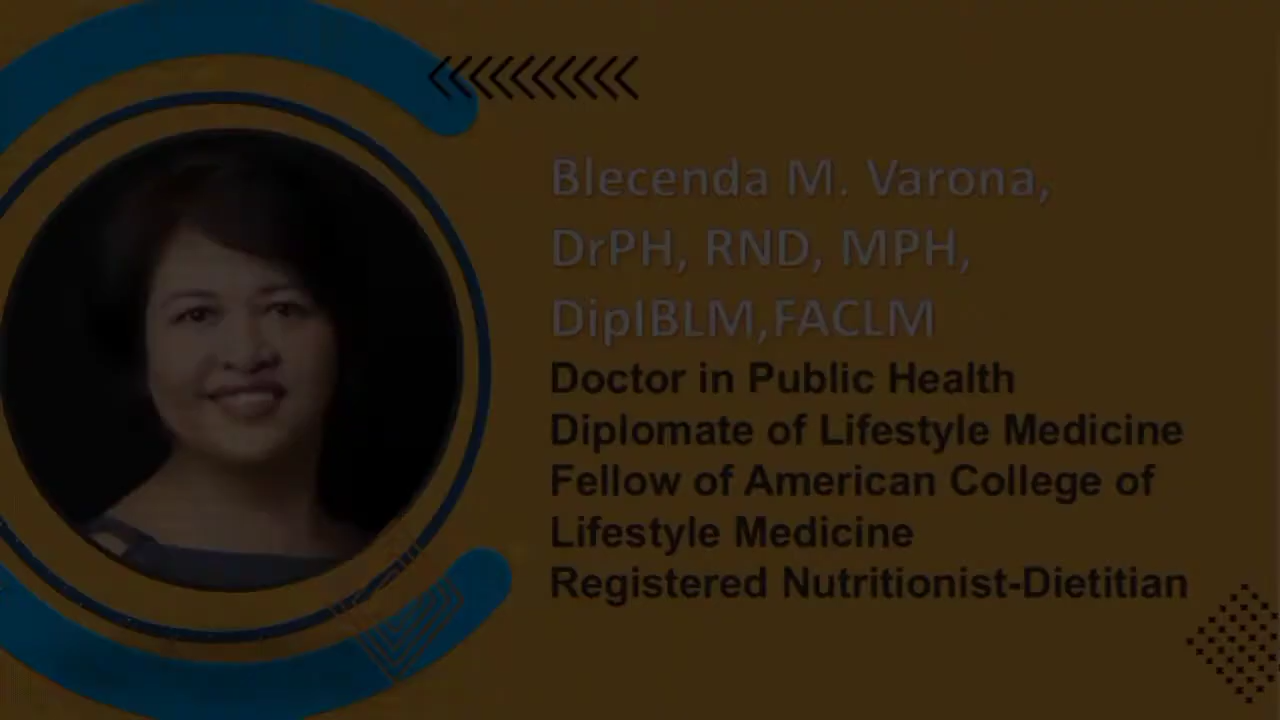 Blecenda M. Varona,
DrPH, RND, MPH,
DipIBLM,FACLM
Doctor in Public Health
Diplomate of Lifestyle Medicine
Fellow of American College of
Lifestyle Medicine
Registered Nutritionist-Dietitian